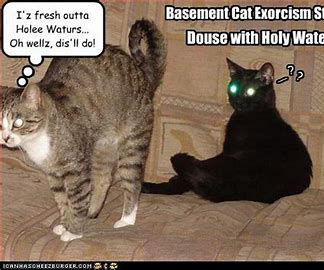 I'z fresh outta
Holee Waturs...
Oh wellz, dis'll do!
Basement Cat Exorcism St
Douse with Holy Wate
??
ICANHASCHEEZBURGER.COM